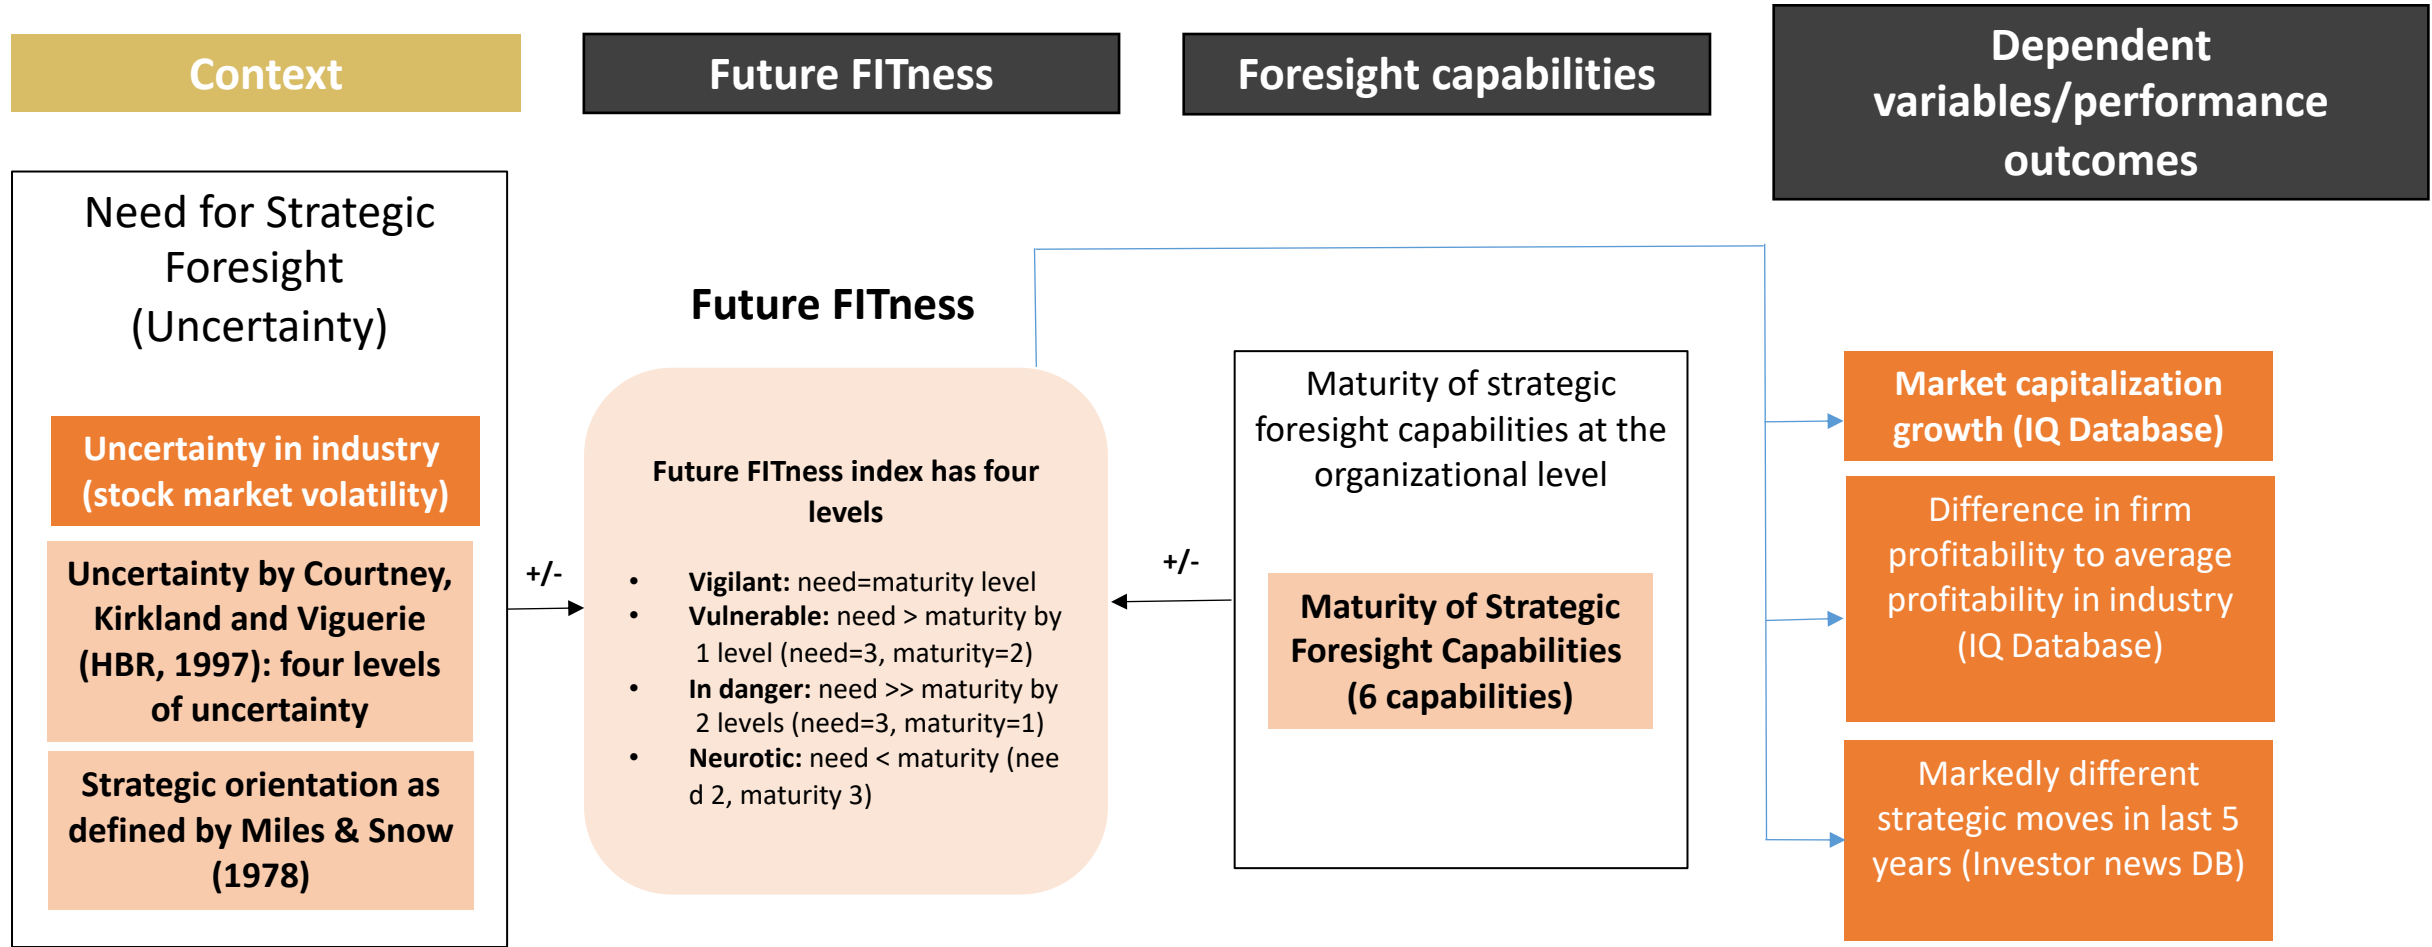 Context
Future FITness
Foresight capabilities
Dependent
variables/performance
outcomes
Need for Strategic
Foresight
(Uncertainty)
Uncertainty in industry
(stock market volatility)
Uncertainty by Courtney,
Kirkland and Viguerie
(HBR, 1997): four levels
of uncertainty
Strategic orientation as
defined by Miles & Snow
(1978)
+/-
Future FITness
Future FITness index has four
levels
• Vigilant: need=maturity level
• Vulnerable: need > maturity by
1 level (need=3, maturity=2)
• In danger: need >> maturity by
2 levels (need=3, maturity=1)
• Neurotic: need < maturity (nee
d 2, maturity 3)
+/-
Maturity of strategic
foresight capabilities at the
organizational level
Maturity of Strategic
Foresight Capabilities
(6 capabilities)
Market capitalization
growth (IQ Database)
Difference in firm
profitability to average
profitability in industry
(IQ Database)
Markedly different
strategic moves in last 5
years (Investor news DB)